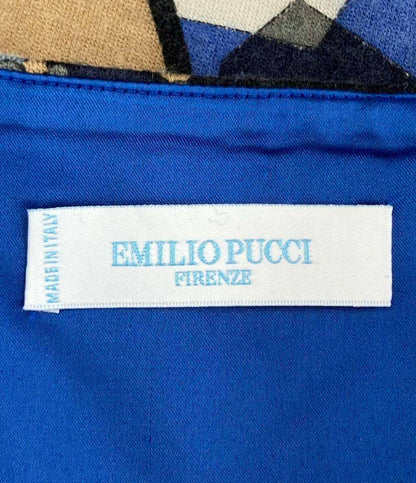 EMILIO PUCCI
FIRENZE
MADE IN ITALY